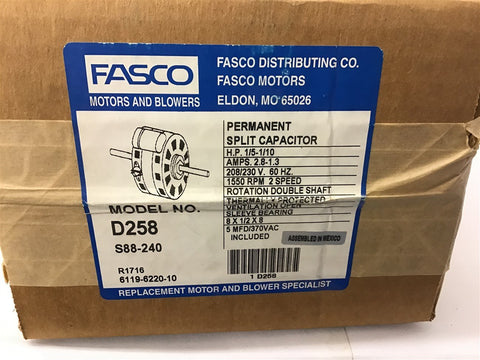 FASCO
MOTORS AND BLOWERS
FASCO DISTRIBUTING CO.
FASCO MOTORS
ELDON, MO 65026
MODEL NO.
D258
S88-240
R1716
6119-6220-10
PERMANENT
SPLIT CAPACITOR
H.P. 1/5-1/10
AMPS. 2.8-1.3
208/230 V. 60 HZ.
1550 RPM 2 SPEED
ROTATION DOUBLE SHAFT
THERMALLY PROTECTED
VENTILATION OPEN
SLEEVE BEARING
8 X 1/2 X 8
5 MFD/370VAC
INCLUDED
ASSEMBLED IN MEXICO
1 D258
REPLACEMENT MOTOR AND BLOWER SPECIALIST